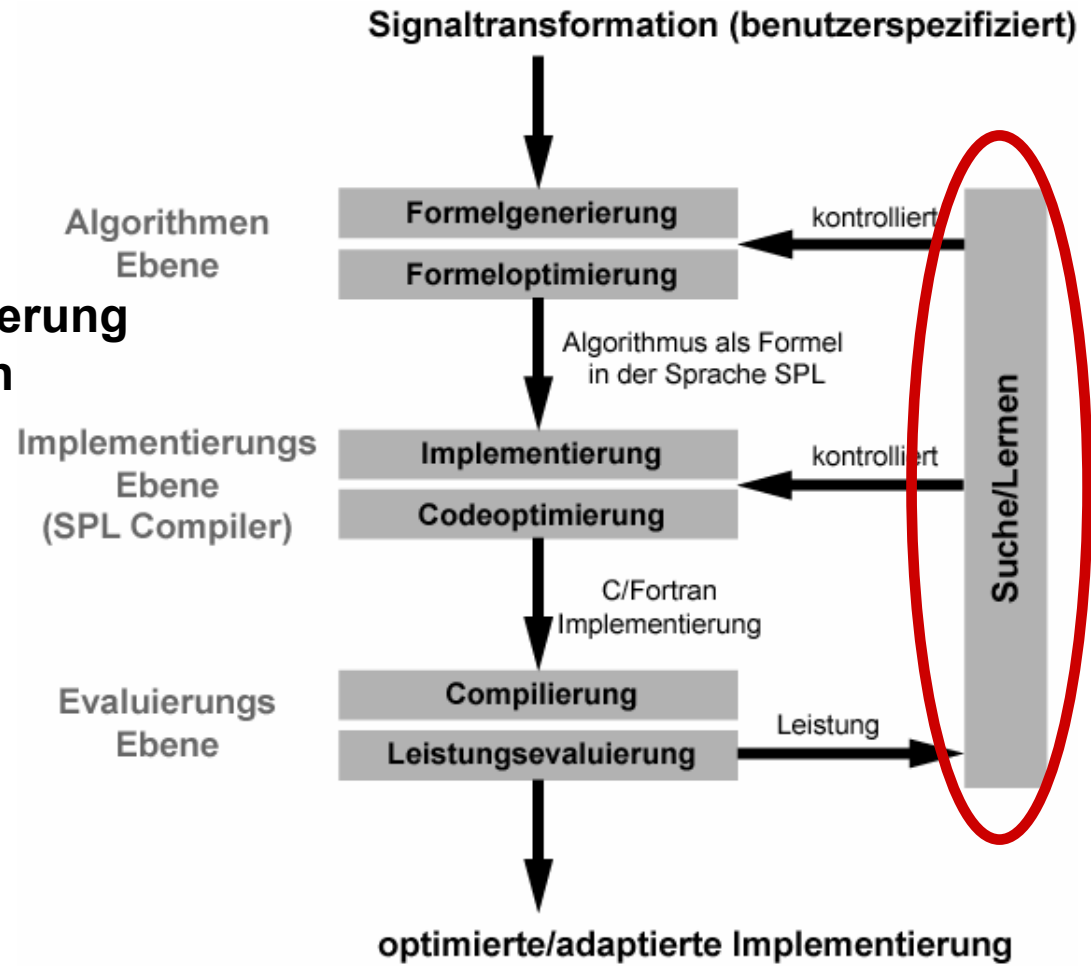 Signaltransformation (benutzerspezifiziert)
Algorithmen
Ebene
Formelgenerierung
Formeloptimierung
kontrolliert
erung
Algorithmus als Formel
in der Sprache SPL
Implementierungs
Ebene
(SPL Compiler)
Implementierung
Codeoptimierung
kontrolliert
Suche/Lernen
C/Fortran
Implementierung
Evaluierungs
Ebene
Compilierung
Leistungsevaluierung
Leistung
optimierte/adaptierte Implementierung